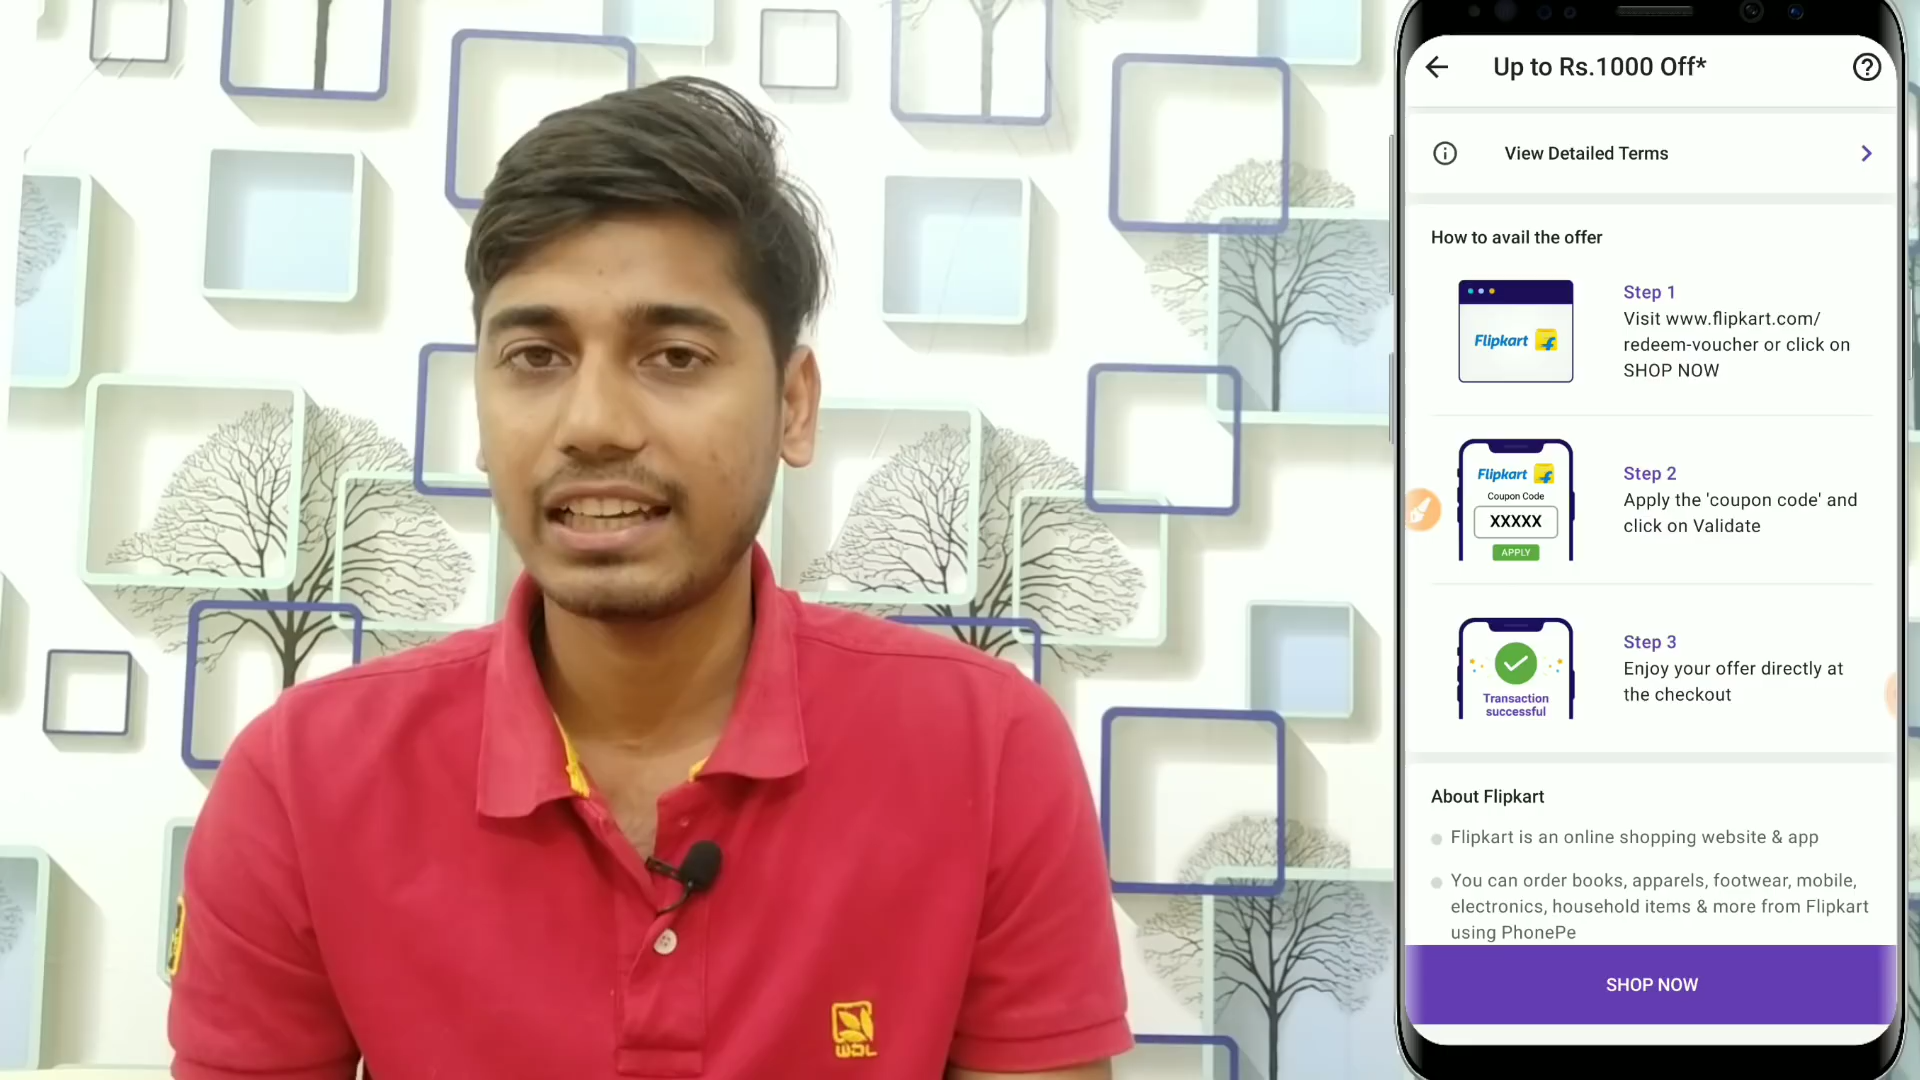 Up to Rs.1000 Off*
View Detailed Terms
How to avail the offer
Flipkart
Step 1
Visit www.flipkart.com/
redeem-voucher or click on
SHOP NOW
Flipkart
Coupon Code
XXXXX
APPLY
Step 2
Apply the 'coupon code' and
click on Validate
Transaction
successful
Step 3
Enjoy your offer directly at
the checkout
About Flipkart
Flipkart is an online shopping website & app
You can order books, apparels, footwear, mobile,
electronics, household items & more from Flipkart
using PhonePe
SHOP NOW